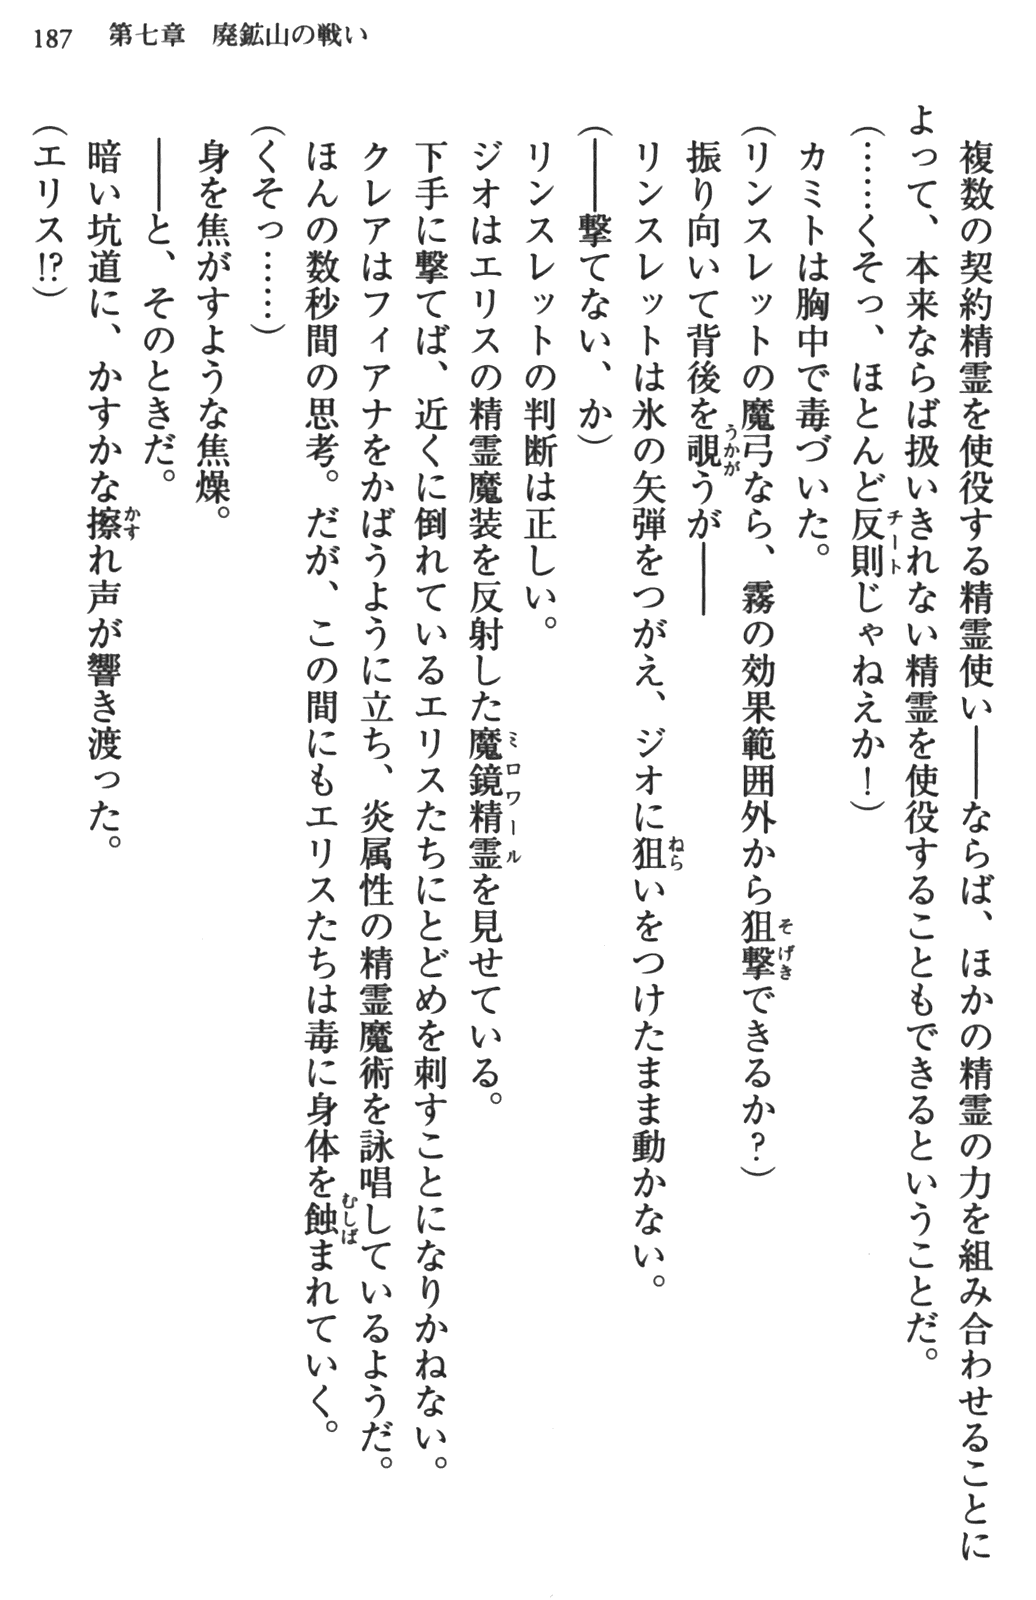 187　第七章　廃鉱山の戦い
複数の契約精霊を使役する精霊使い――ならば、ほかの精霊の力を組み合わせることに
よって、本来ならば扱いきれない精霊を使役することもできるということだ。
（……くそっ、ほとんど反則じゃねえか！）
カミトは胸中で毒づいた。
（リンスレットの魔弓なら、霧の効果範囲外から狙撃できるか？）
振り向いて背後を覗うが――
リンスレットは氷の矢弾をつがえ、ジオに狙いをつけたまま動かない。
（――撃てない、か）
リンスレットの判断は正しい。
ジオはエリスの精霊魔装を反射した魔鏡精霊を見せている。
下手に撃てば、近くに倒れているエリスたちにとどめを刺すことになりかねない。
クレアはフィアナをかばうように立ち、炎属性の精霊魔術を詠唱しているようだ。
ほんの数秒間の思考。だが、この間にもエリスたちは毒に身体を蝕まれていく。
（くそっ……）
身を焦がすような焦燥。
――と、そのときだ。
暗い坑道に、かすかな擦れ声が響き渡った。
（エリス!?）